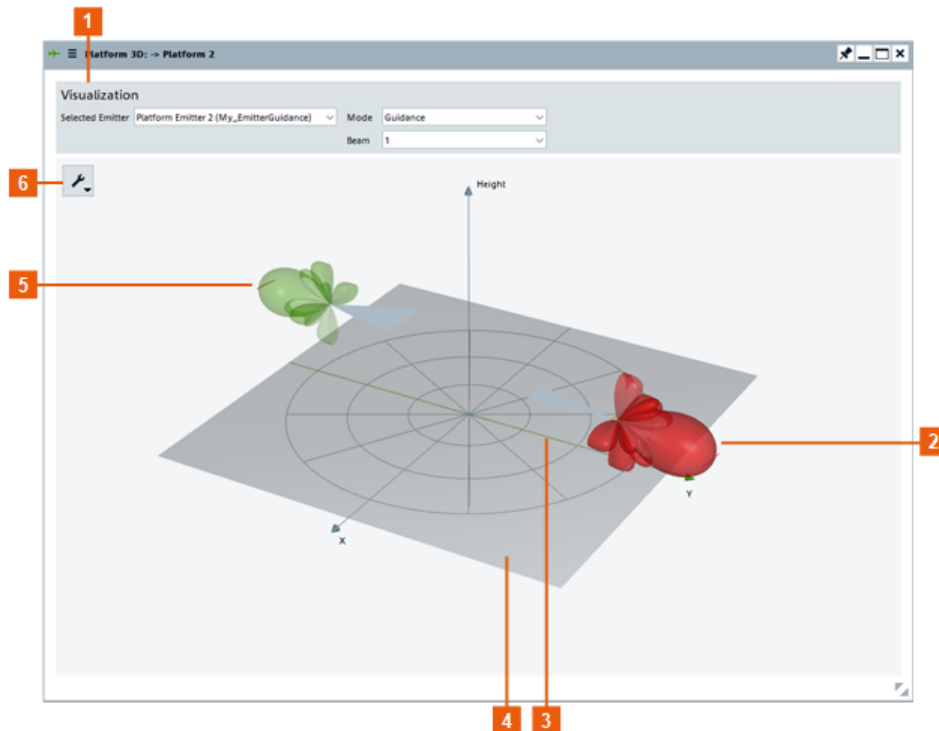 1
Platform 3D: -> Platform 2
Visualization
Selected Emitter Platform Emitter 2 (My_EmitterGuidance) Mode Guidance
Beam 1
6
Height
5
2
Y
X
4 3